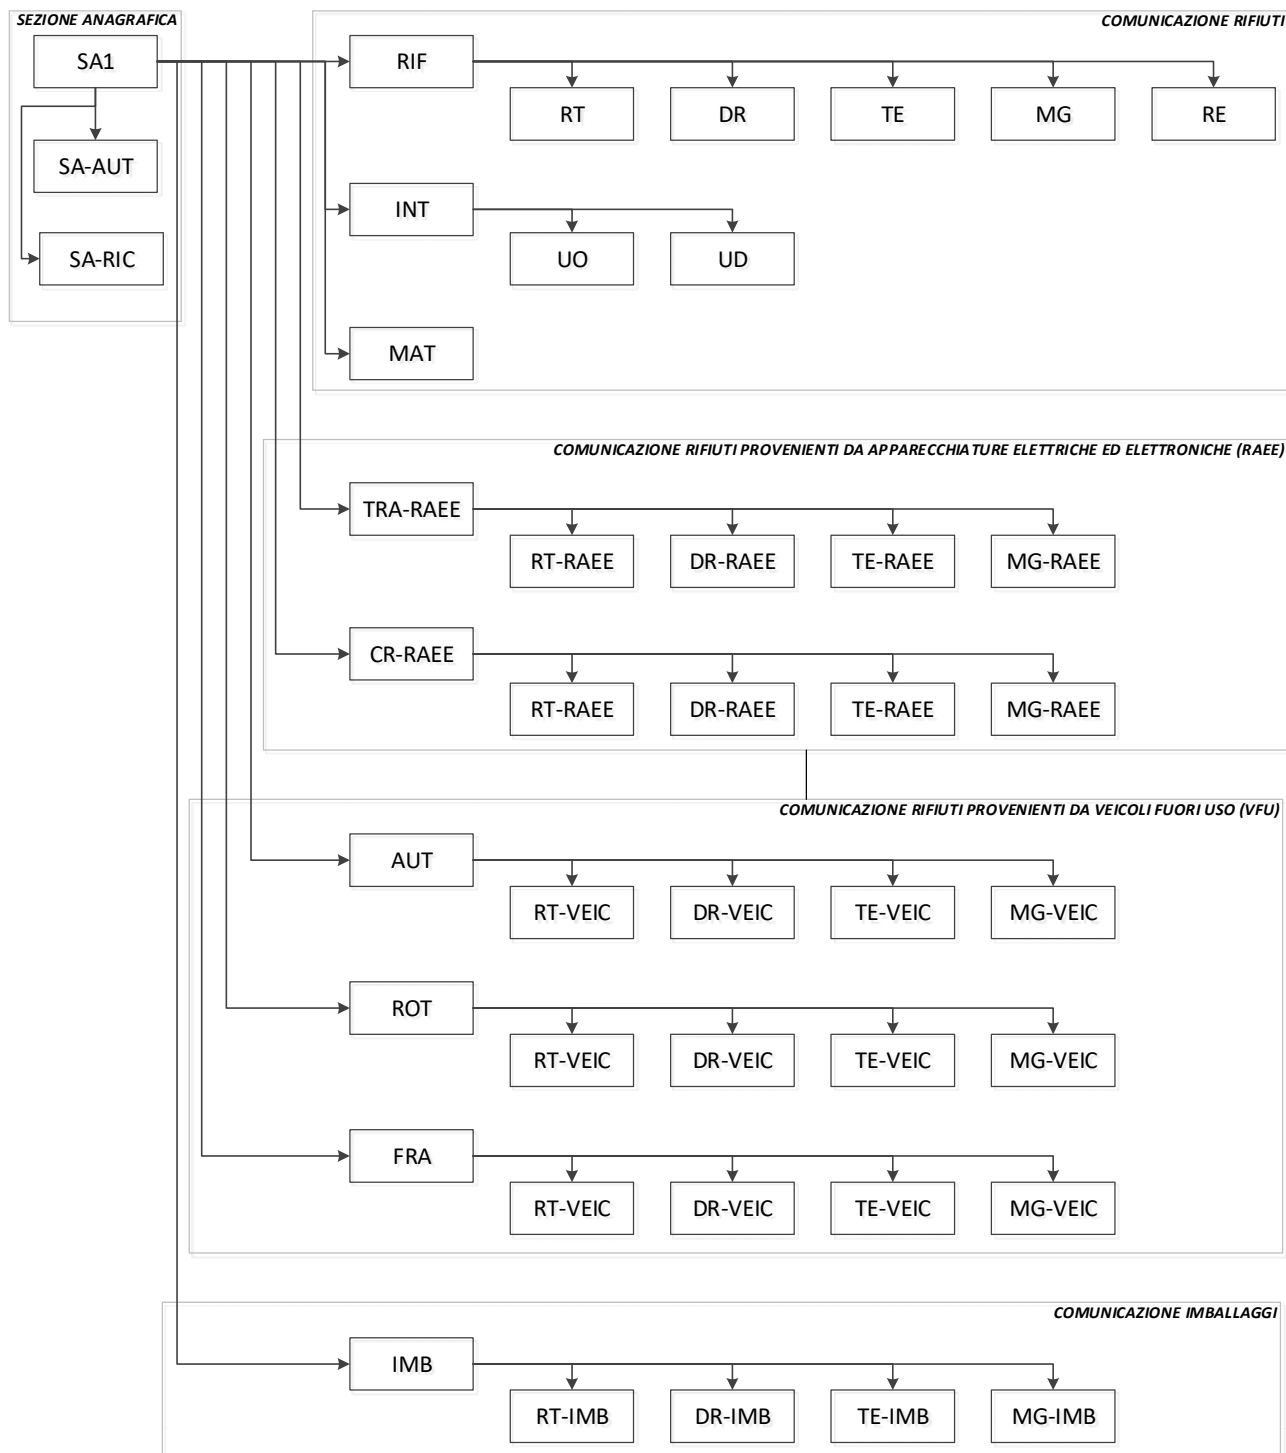 SEZIONE ANAGRAFICA
SA1
SA-AUT
SA-RIC
COMUNICAZIONE RIFIUTI
RIF
RT DR TE MG RE
INT
UO UD
MAT
COMUNICAZIONE RIFIUTI PROVENIENTI DA APPARECCHIATURE ELETTRICHE ED ELETTRONICHE (RAEE)
TRA-RAEE
RT-RAEE DR-RAEE TE-RAEE MG-RAEE
CR-RAEE
RT-RAEE DR-RAEE TE-RAEE MG-RAEE
COMUNICAZIONE RIFIUTI PROVENIENTI DA VEICOLI FUORI USO (VFU)
AUT
RT-VEIC DR-VEIC TE-VEIC MG-VEIC
ROT
RT-VEIC DR-VEIC TE-VEIC MG-VEIC
FRA
RT-VEIC DR-VEIC TE-VEIC MG-VEIC
COMUNICAZIONE IMBALLAGGI
IMB
RT-IMB DR-IMB TE-IMB MG-IMB